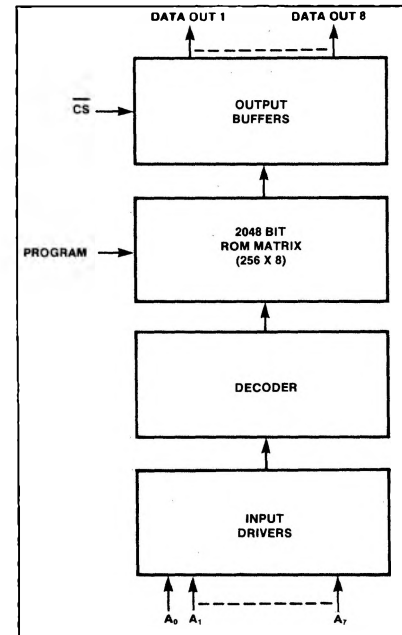 DATA OUT 1 DATA OUT 8
CS
OUTPUT
BUFFERS
PROGRAM
2048 BIT
ROM MATRIX
(256 X 8)
DECODER
INPUT
DRIVERS
A₀ A₁ A₇